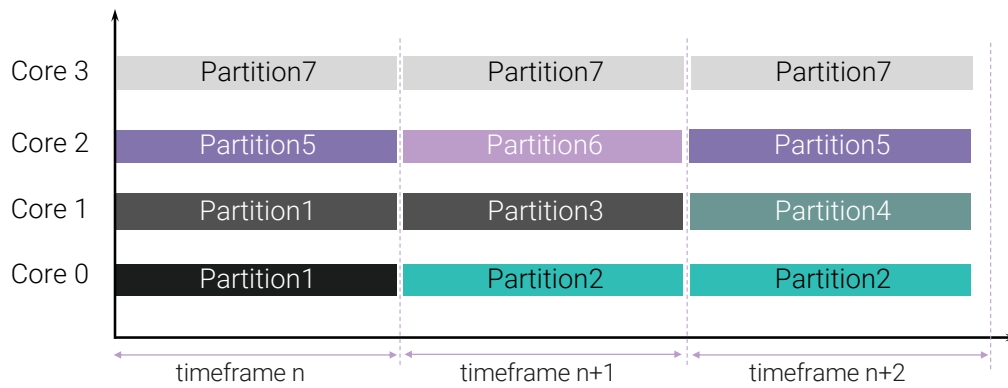 Core 3 Partition7 Partition7 Partition7
Core 2 Partition5 Partition6 Partition5
Core 1 Partition1 Partition3 Partition4
Core 0 Partition1 Partition2 Partition2
timeframe n timeframe n+1 timeframe n+2